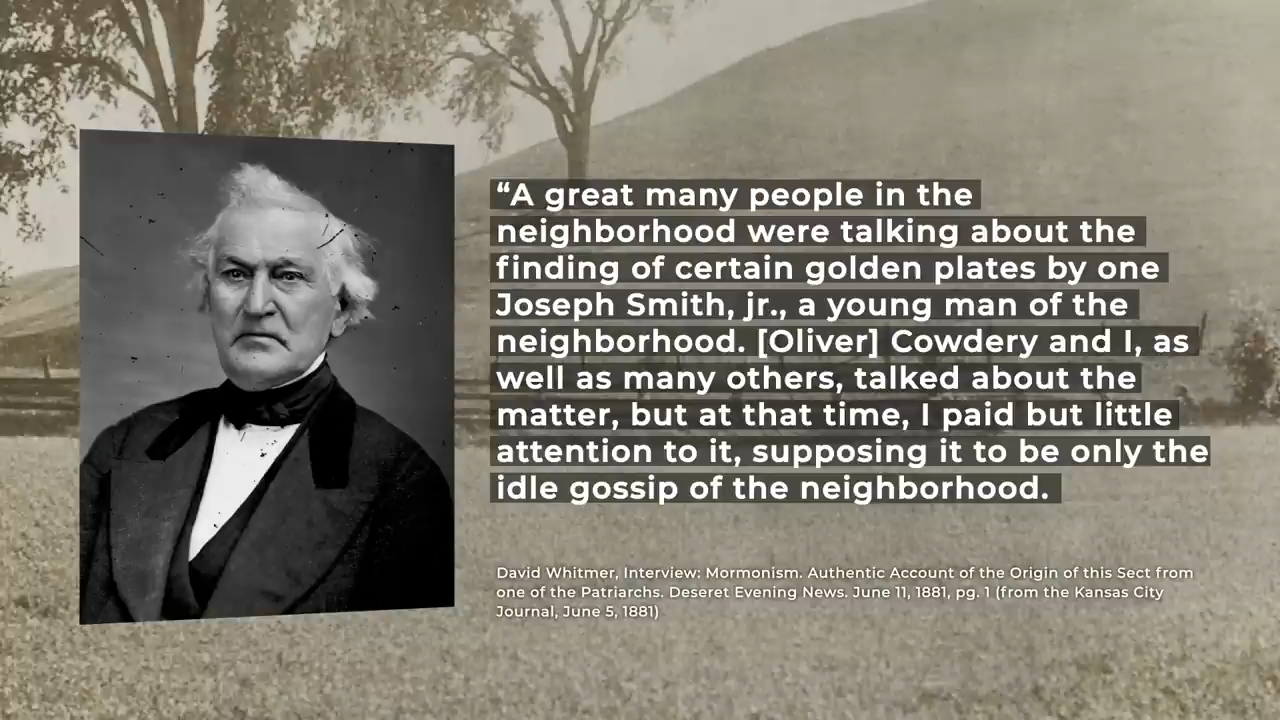 “A great many people in the
neighborhood were talking about the
finding of certain golden plates by one
Joseph Smith, jr., a young man of the
neighborhood. [Oliver] Cowdery and I, as
well as many others, talked about the
matter, but at that time, I paid but little
attention to it, supposing it to be only the
idle gossip of the neighborhood.
David Whitmer, Interview: Mormonism. Authentic Account of the Origin of this Sect from
one of the Patriarchs. Deseret Evening News. June 11, 1881, pg. 1 (from the Kansas City
Journal, June 5, 1881)